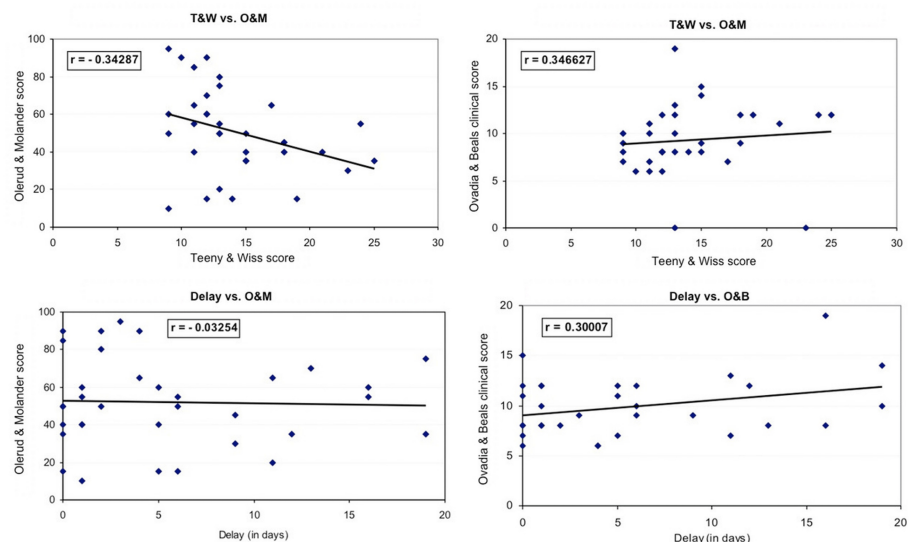 T&W vs. O&M
r = - 0.34287
Olerud & Molander score
100
80
60
40
20
0
0
5
10
15
20
25
30
Teeny & Wiss score
T&W vs. O&M
r = 0.346627
Ovadia & Beals clinical score
20
15
10
5
0
0
5
10
15
20
25
30
Teeny & Wiss score
Delay vs. O&M
r = - 0.03254
Olerud & Molander score
100
80
60
40
20
0
0
5
10
15
20
Delay (in days)
Delay vs. O&B
r = 0.30007
Ovadia & Beals clinical score
20
15
10
5
0
0
5
10
15
20
Delay (in days)